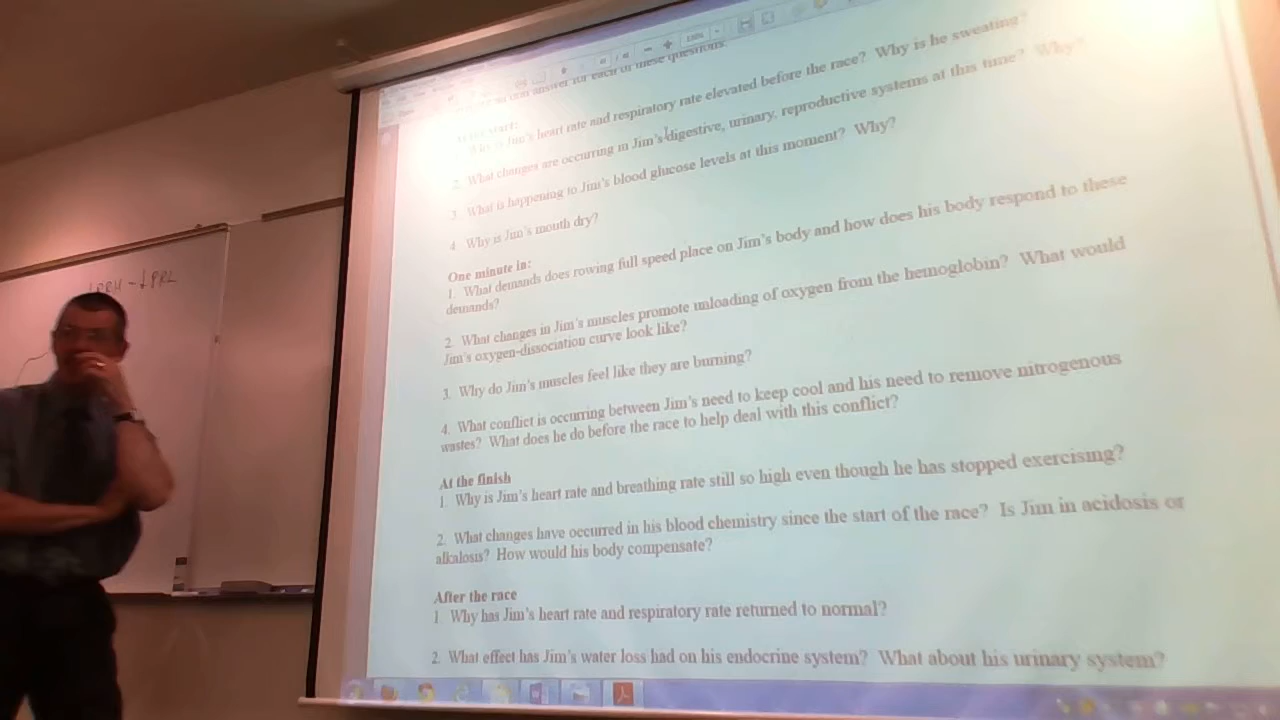 answer for each of these questions.
At the start:
Why is Jim's heart rate and respiratory rate elevated before the race? Why is he sweating?
2. What changes are occurring in Jim's digestive, urinary, reproductive systems at this time? Why?
3. What is happening to Jim's blood glucose levels at this moment? Why?
4. Why is Jim's mouth dry?
One minute in:
1. What demands does rowing full speed place on Jim's body and how does his body respond to these
demands?
2. What changes in Jim's muscles promote unloading of oxygen from the hemoglobin? What would
Jim's oxygen-dissociation curve look like?
3. Why do Jim's muscles feel like they are burning?
4. What conflict is occurring between Jim's need to keep cool and his need to remove nitrogenous
wastes? What does he do before the race to help deal with this conflict?
At the finish
1. Why is Jim's heart rate and breathing rate still so high even though he has stopped exercising?
2. What changes have occurred in his blood chemistry since the start of the race? Is Jim in acidosis or
alkalosis? How would his body compensate?
After the race
1. Why has Jim's heart rate and respiratory rate returned to normal?
2. What effect has Jim's water loss had on his endocrine system? What about his urinary system?
PRL